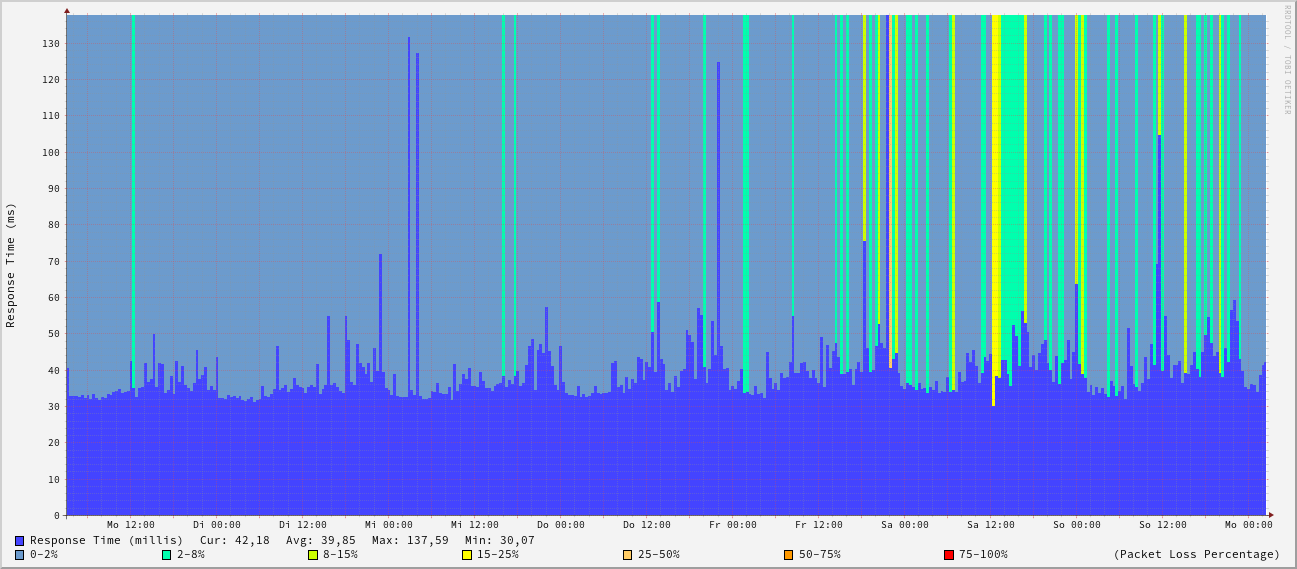 RRDTOOL / TOBI OETIKER
Response Time (ms)
130
120
110
100
90
80
70
60
50
40
30
20
10
0
Mo 12:00 Di 00:00 Di 12:00 Mi 00:00 Mi 12:00 Do 00:00 Do 12:00 Fr 00:00 Fr 12:00 Sa 00:00 Sa 12:00 So 00:00 So 12:00 Mo 00:00
Response Time (millis) Cur: 42,18 Avg: 39,85 Max: 137,59 Min: 30,07
0-2% 2-8% 8-15% 15-25% 25-50% 50-75% 75-100% (Packet Loss Percentage)